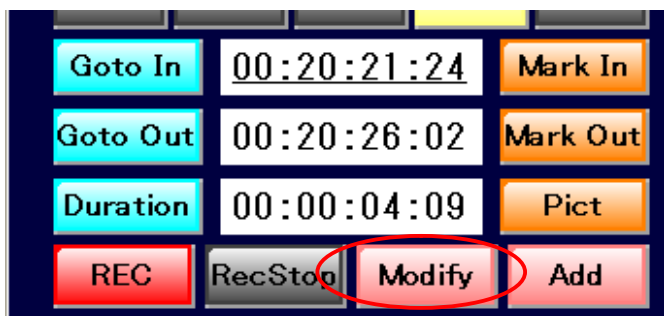 Goto In 00:20:21:24 Mark In
Goto Out 00:20:26:02 Mark Out
Duration 00:00:04:09 Pict
REC RecStop Modify Add